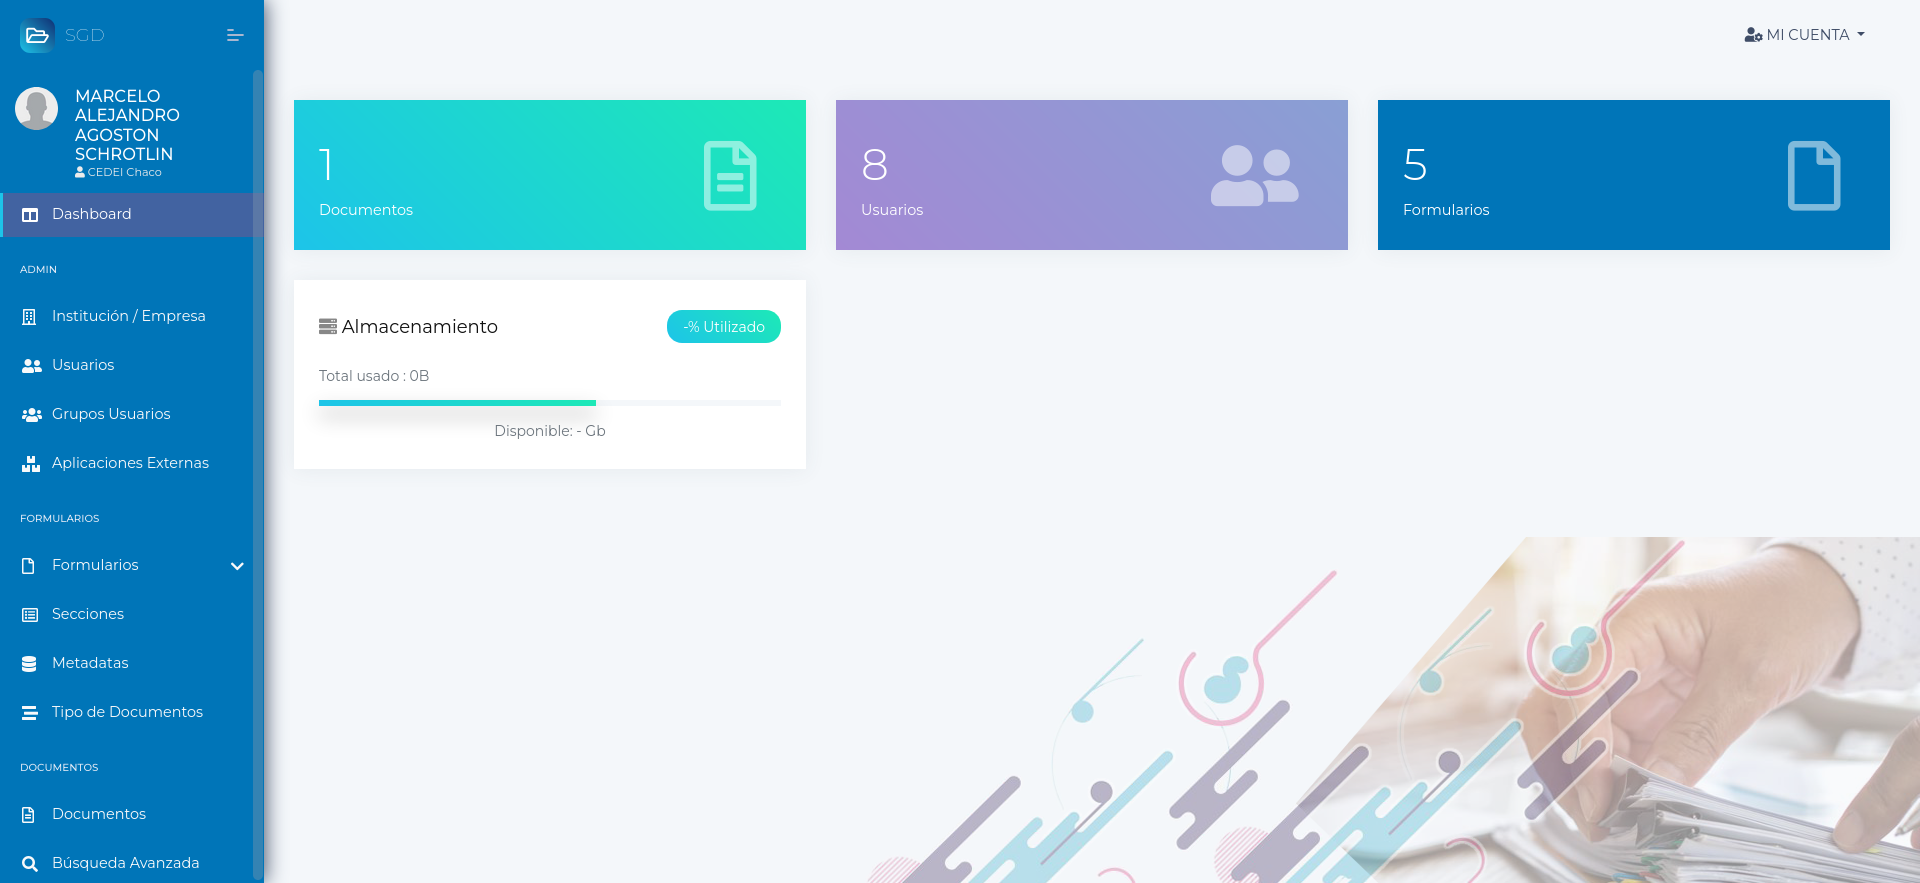 SGD
MI CUENTA
MARCELO
ALEJANDRO
AGOSTON
SCHROTLIN
CEDEI Chaco
Dashboard
ADMIN
Institución / Empresa
Usuarios
Grupos Usuarios
Aplicaciones Externas
FORMULARIOS
Formularios
Secciones
Metadatas
Tipo de Documentos
DOCUMENTOS
Documentos
Búsqueda Avanzada
1
Documentos
8
Usuarios
5
Formularios
Almacenamiento
-% Utilizado
Total usado : 0B
Disponible: - Gb